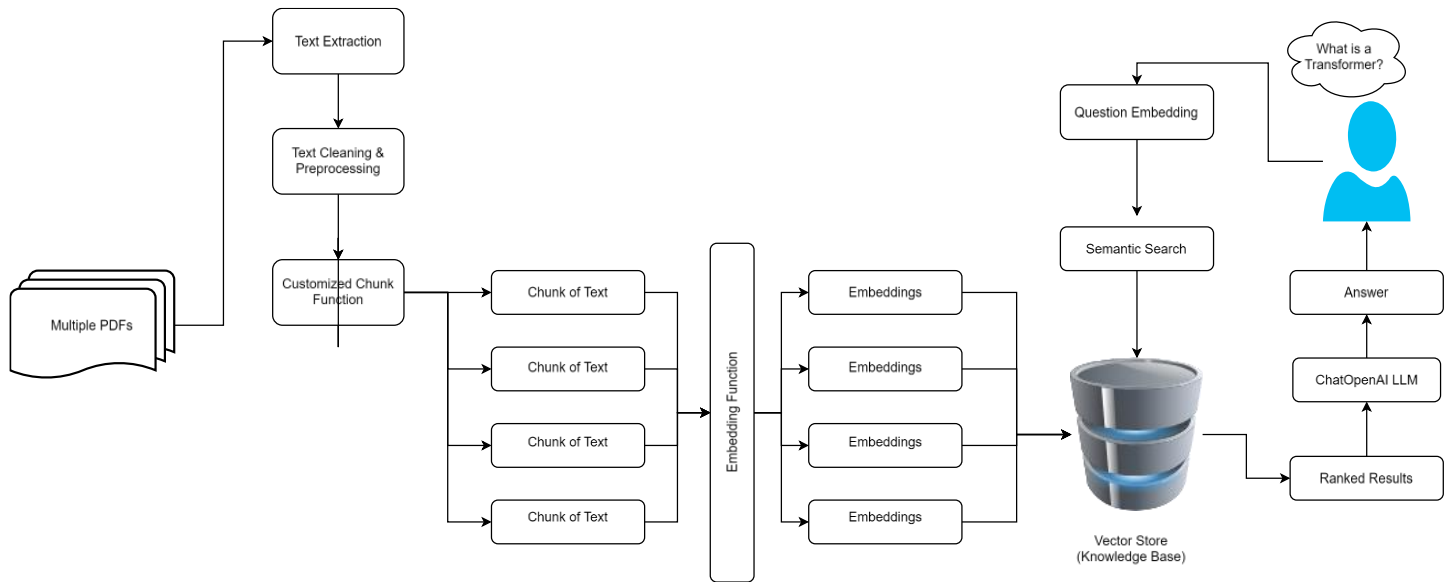 Text Extraction
Text Cleaning &
Preprocessing
Customized Chunk
Function
Multiple PDFs
Chunk of Text
Chunk of Text
Chunk of Text
Chunk of Text
Embedding Function
Embeddings
Embeddings
Embeddings
Embeddings
What is a
Transformer?
Question Embedding
Semantic Search
Vector Store
(Knowledge Base)
Ranked Results
ChatOpenAI LLM
Answer